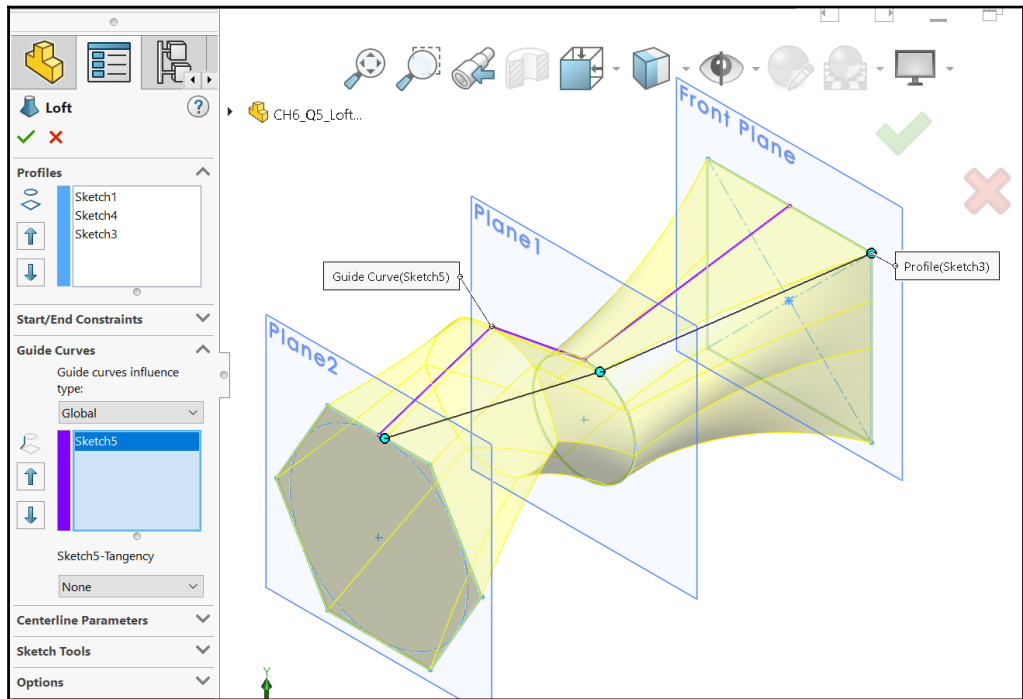 Loft
?
CH6_Q5_Loft...
Profiles
Sketch1
Sketch4
Sketch3
Start/End Constraints
Guide Curves
Guide curves influence
type:
Global
Sketch5
Sketch5-Tangency
None
Centerline Parameters
Sketch Tools
Options
Front Plane
Plane1
Guide Curve(Sketch5)
Profile(Sketch3)
Plane2
Y